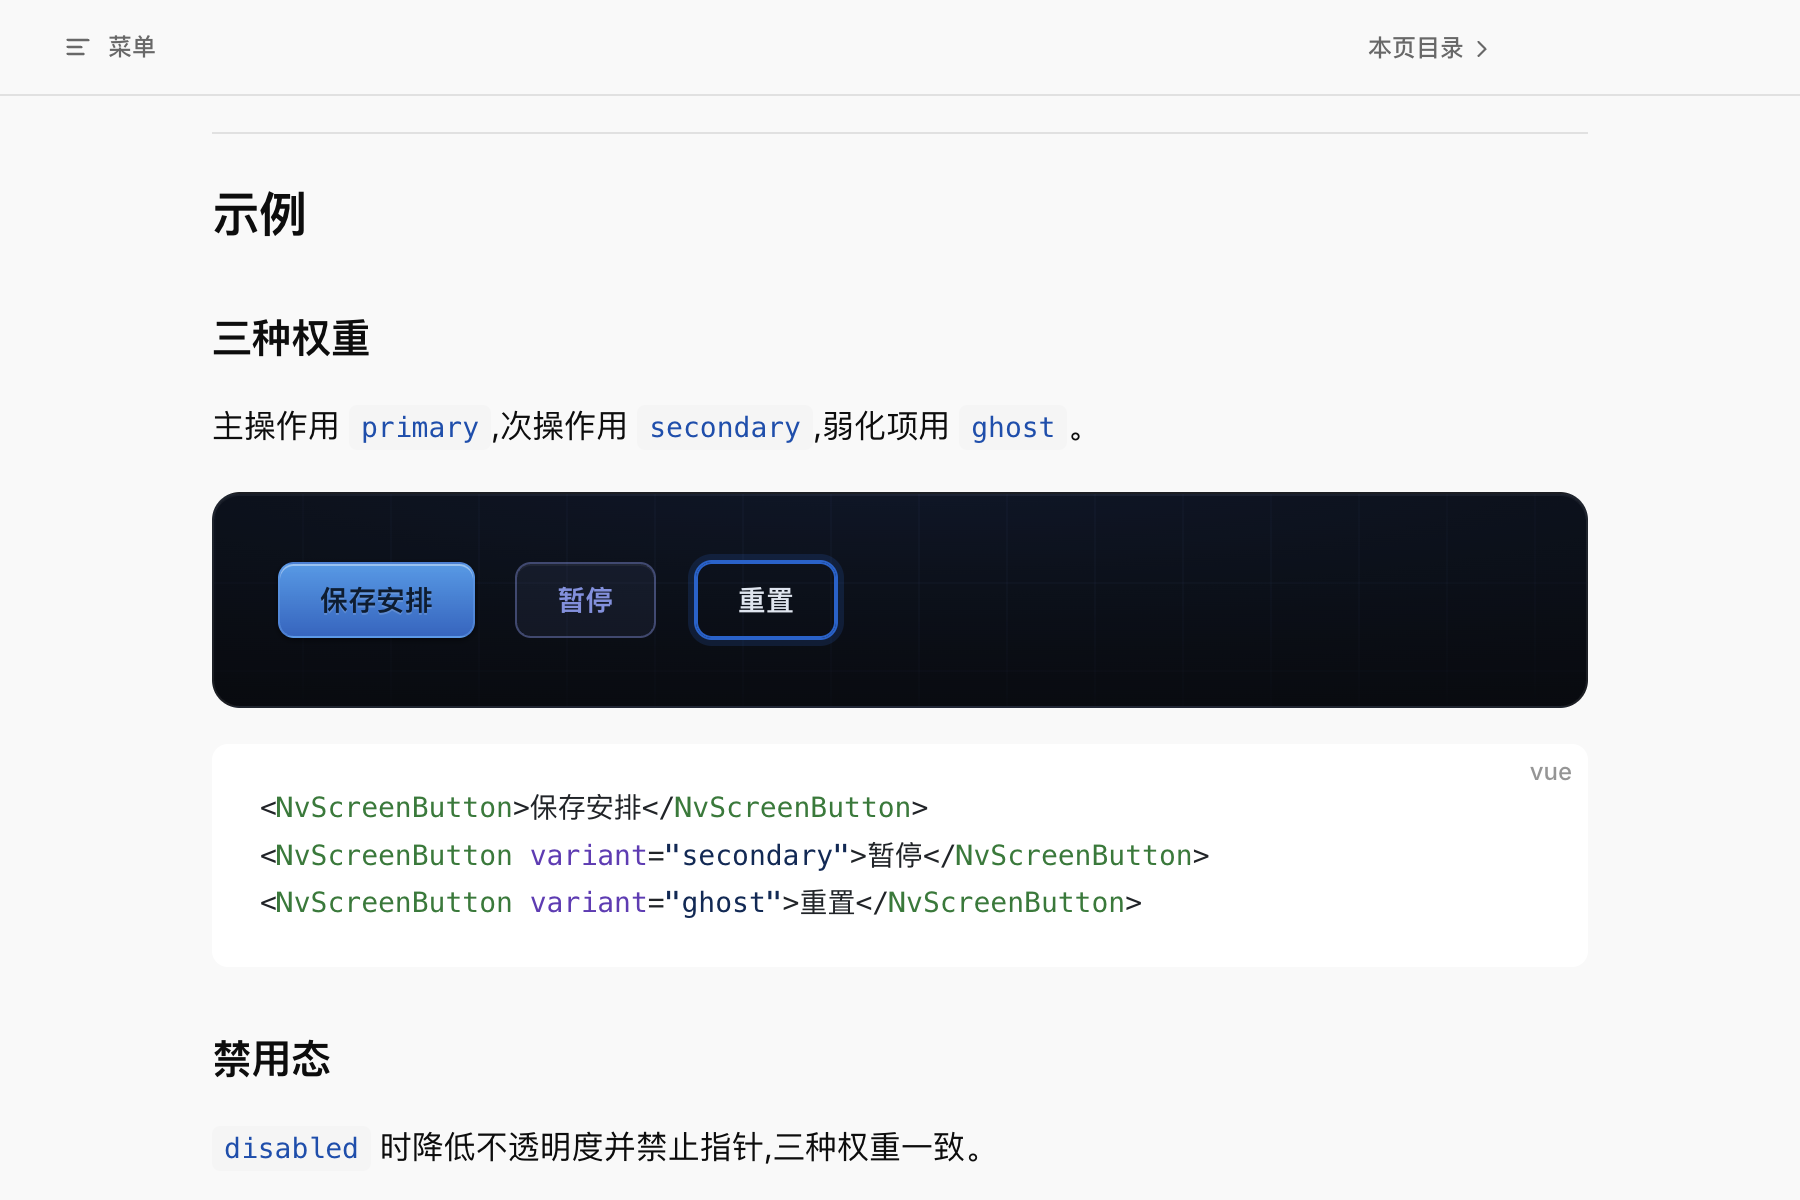 菜单
本页目录
示例
三种权重
主操作用 primary ,次操作用 secondary ,弱化项用 ghost 。
保存安排
暂停
重置
vue
<NvScreenButton>保存安排</NvScreenButton>
<NvScreenButton variant="secondary">暂停</NvScreenButton>
<NvScreenButton variant="ghost">重置</NvScreenButton>
禁用态
disabled 时降低不透明度并禁止指针,三种权重一致。